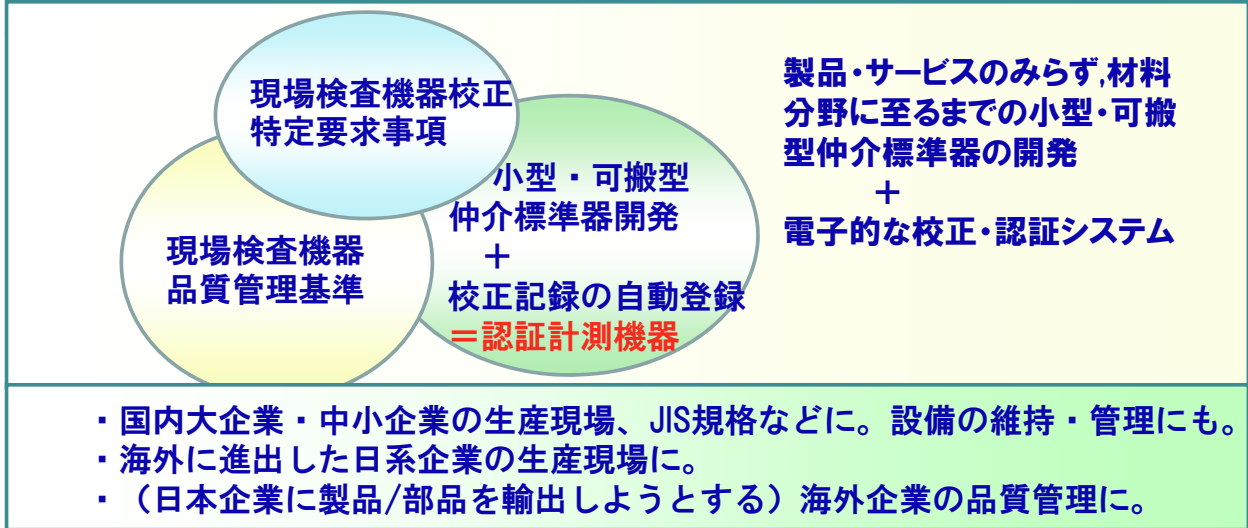 現場検査機器校正
特定要求事項
現場検査機器
品質管理基準
小型・可搬型
仲介標準器開発
＋
校正記録の自動登録
＝認証計測機器
製品・サービスのみらず,材料
分野に至るまでの小型・可搬
型仲介標準器の開発
＋
電子的な校正・認証システム
・国内大企業・中小企業の生産現場、JIS規格などに。設備の維持・管理にも。
・海外に進出した日系企業の生産現場に。
・（日本企業に製品/部品を輸出しようとする）海外企業の品質管理に。